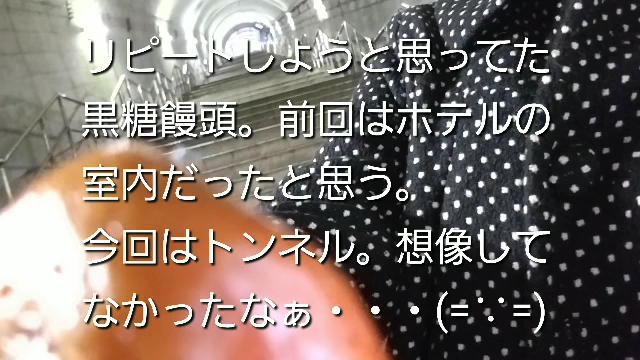 リピートしようと思ってた
黒糖饅頭。前回はホテルの
室内だったと思う。
今回はトンネル。想像して
なかったなぁ・・・(=∵=)